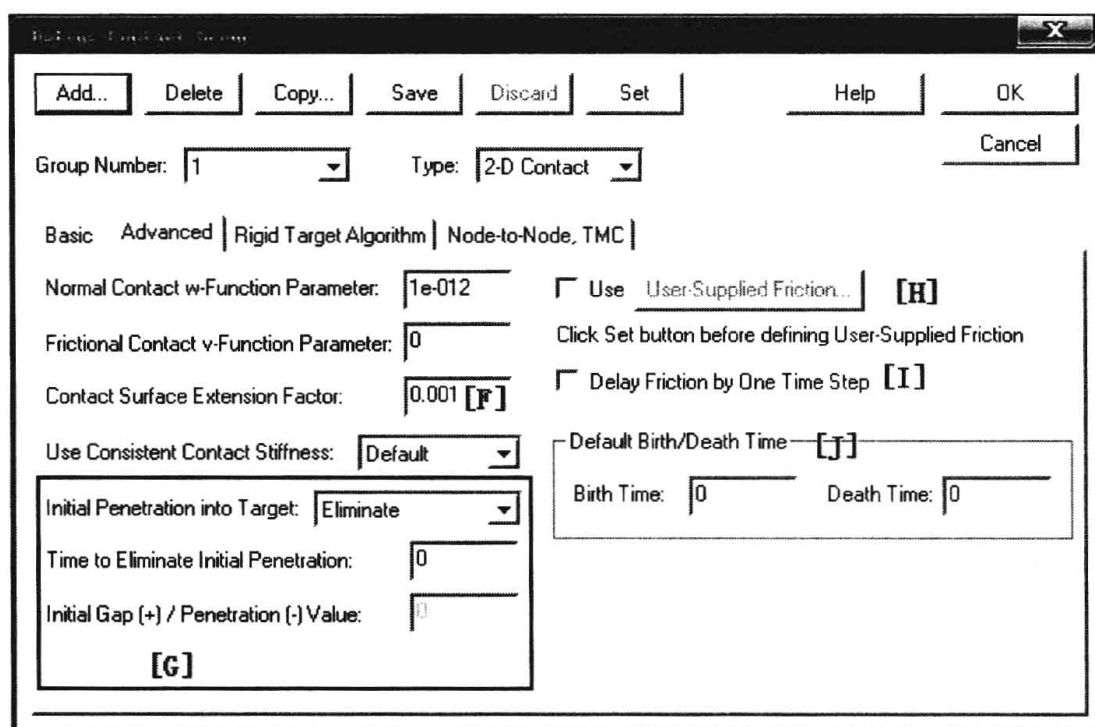 Define Contact Group
X
Add... Delete Copy... Save Discard Set Help OK
Cancel
Group Number: 1 Type: 2-D Contact
Basic Advanced Rigid Target Algorithm Node-to-Node, TMC
Normal Contact w-Function Parameter: 1e-012
Use User-Supplied Friction... [H]
Frictional Contact v-Function Parameter: 0
Click Set button before defining User-Supplied Friction
Contact Surface Extension Factor: 0.001 [F]
Delay Friction by One Time Step [I]
Use Consistent Contact Stiffness: Default
Default Birth/Death Time [J]
Initial Penetration into Target: Eliminate
Birth Time: 0 Death Time: 0
Time to Eliminate Initial Penetration: 0
Initial Gap (+) / Penetration (-) Value: 0
[G]